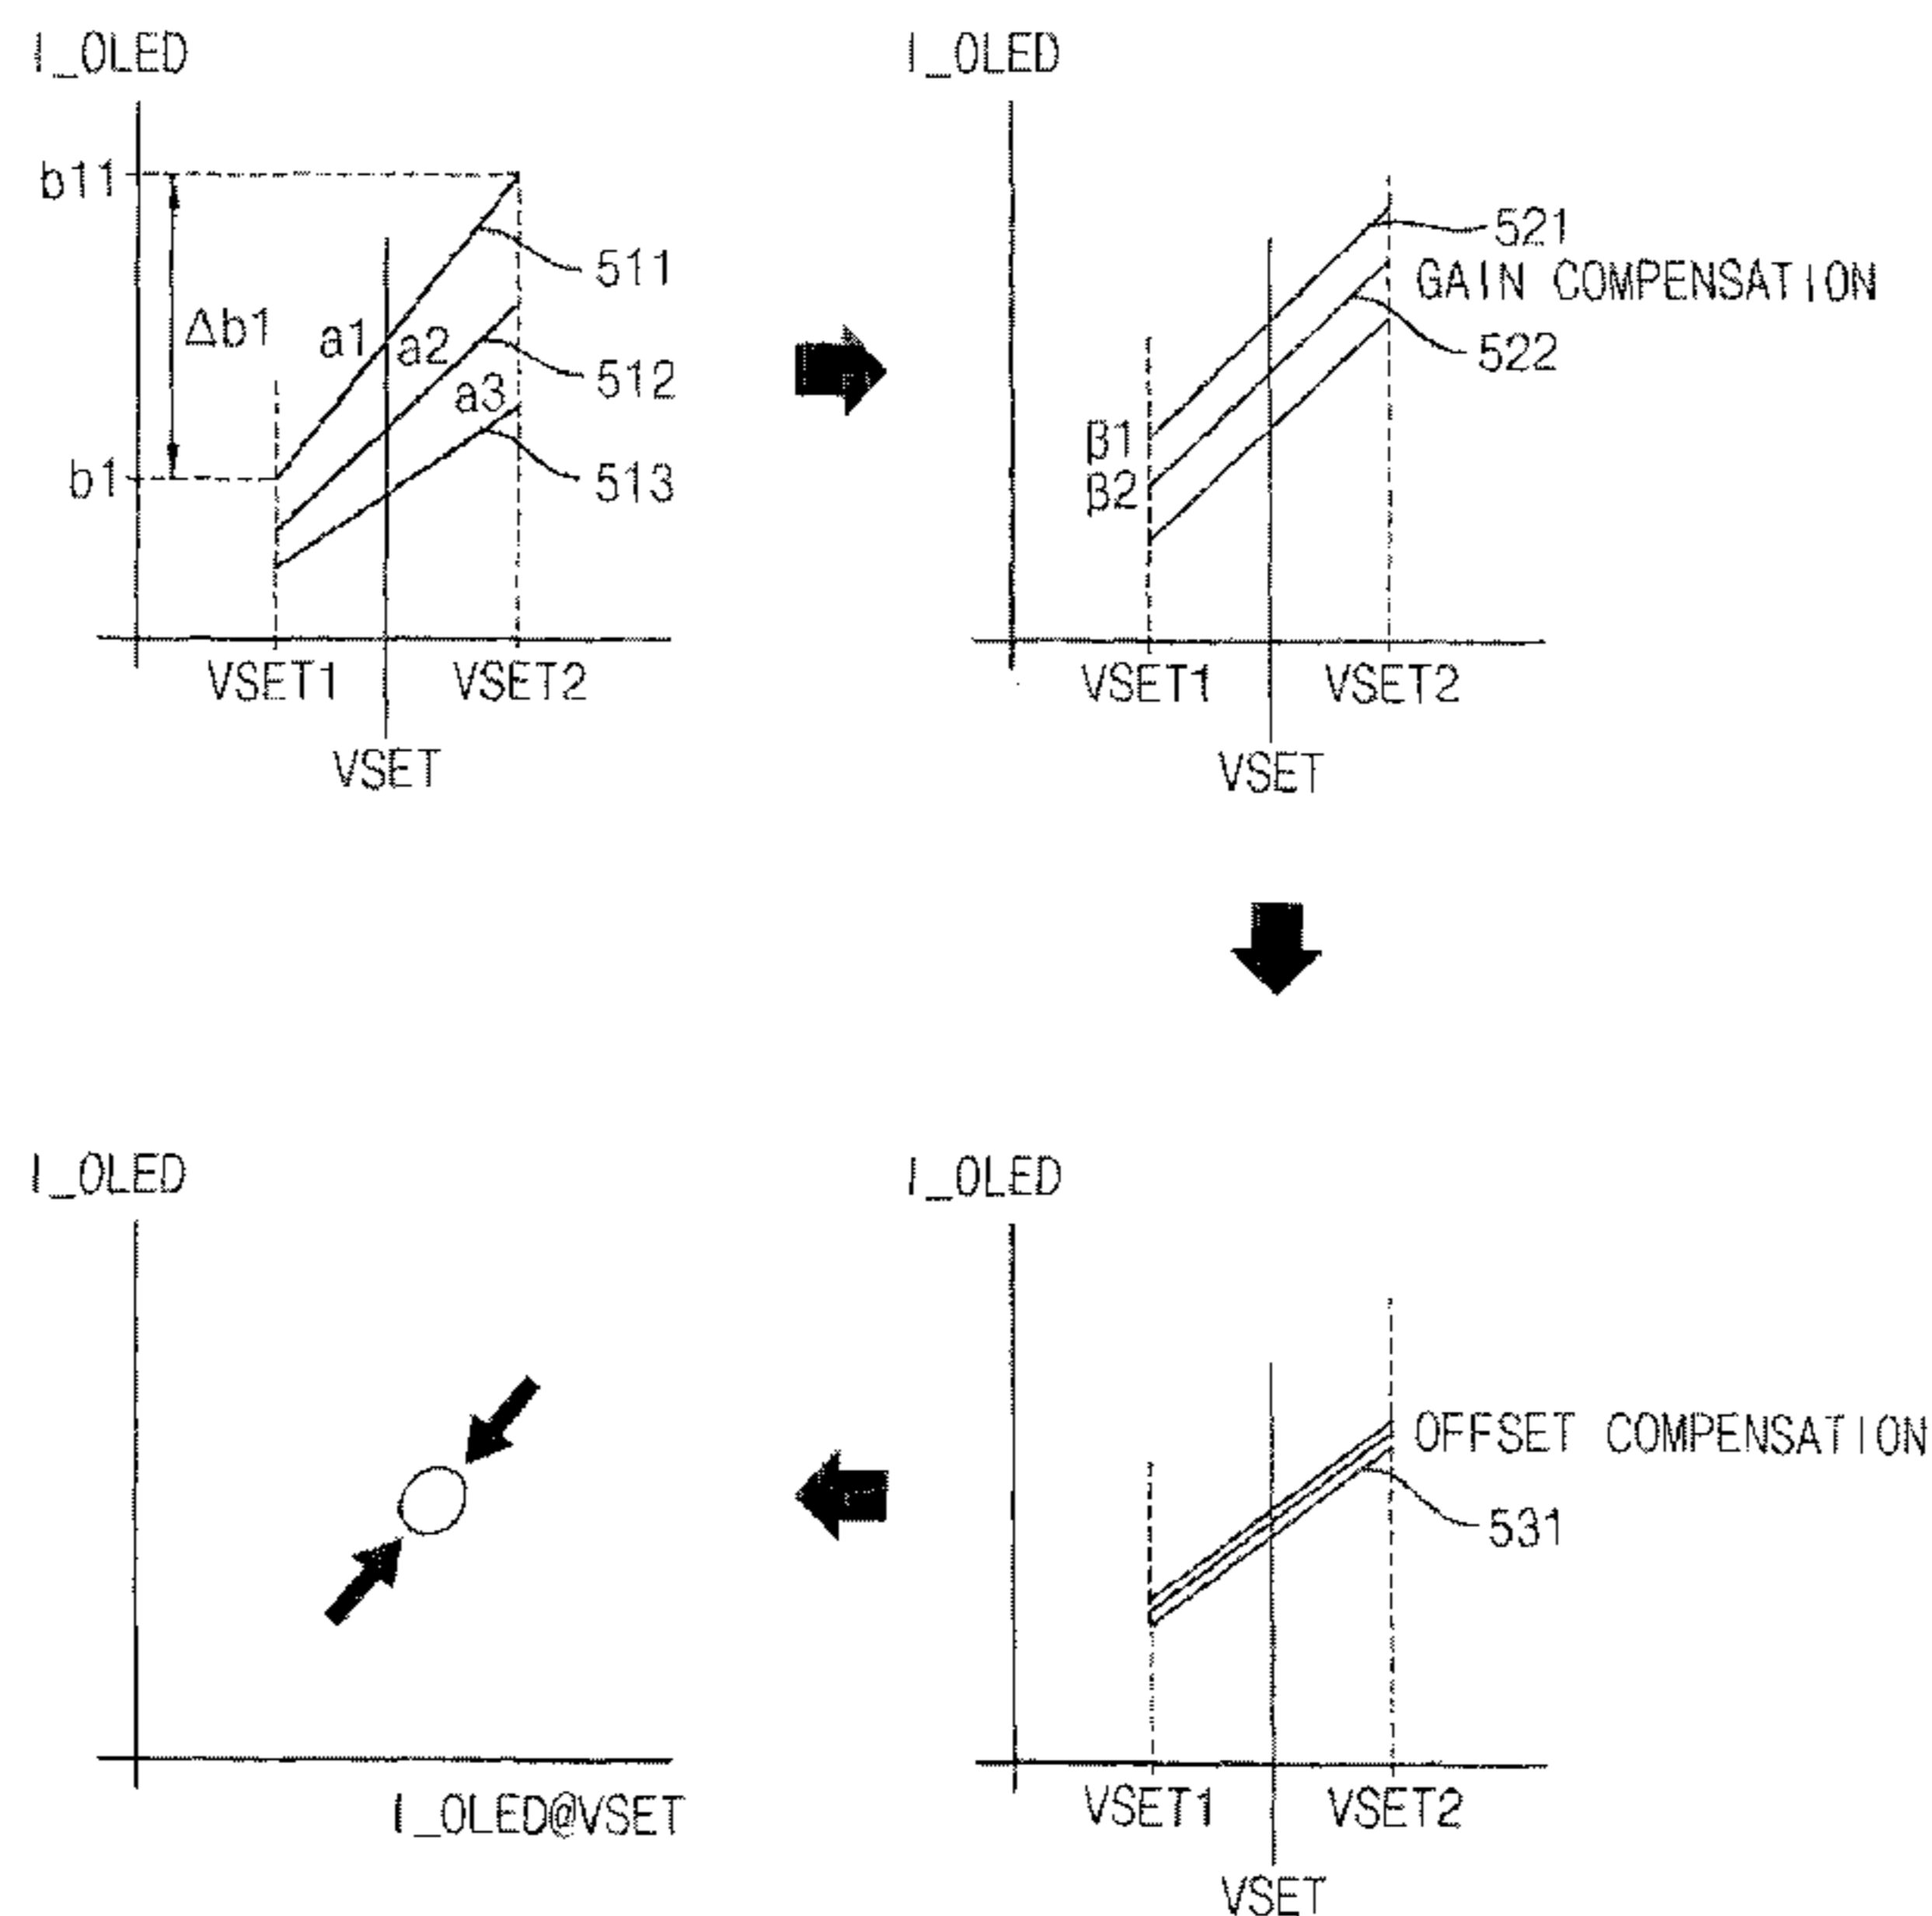 I_OLED
b11
Δb1
b1
a1
a2
a3
511
512
513
VSET1
VSET2
VSET
I_OLED
521
GAIN COMPENSATION
522
β1
β2
VSET1
VSET2
VSET
I_OLED
I_OLED@VSET
I_OLED
OFFSET COMPENSATION
531
VSET1
VSET2
VSET